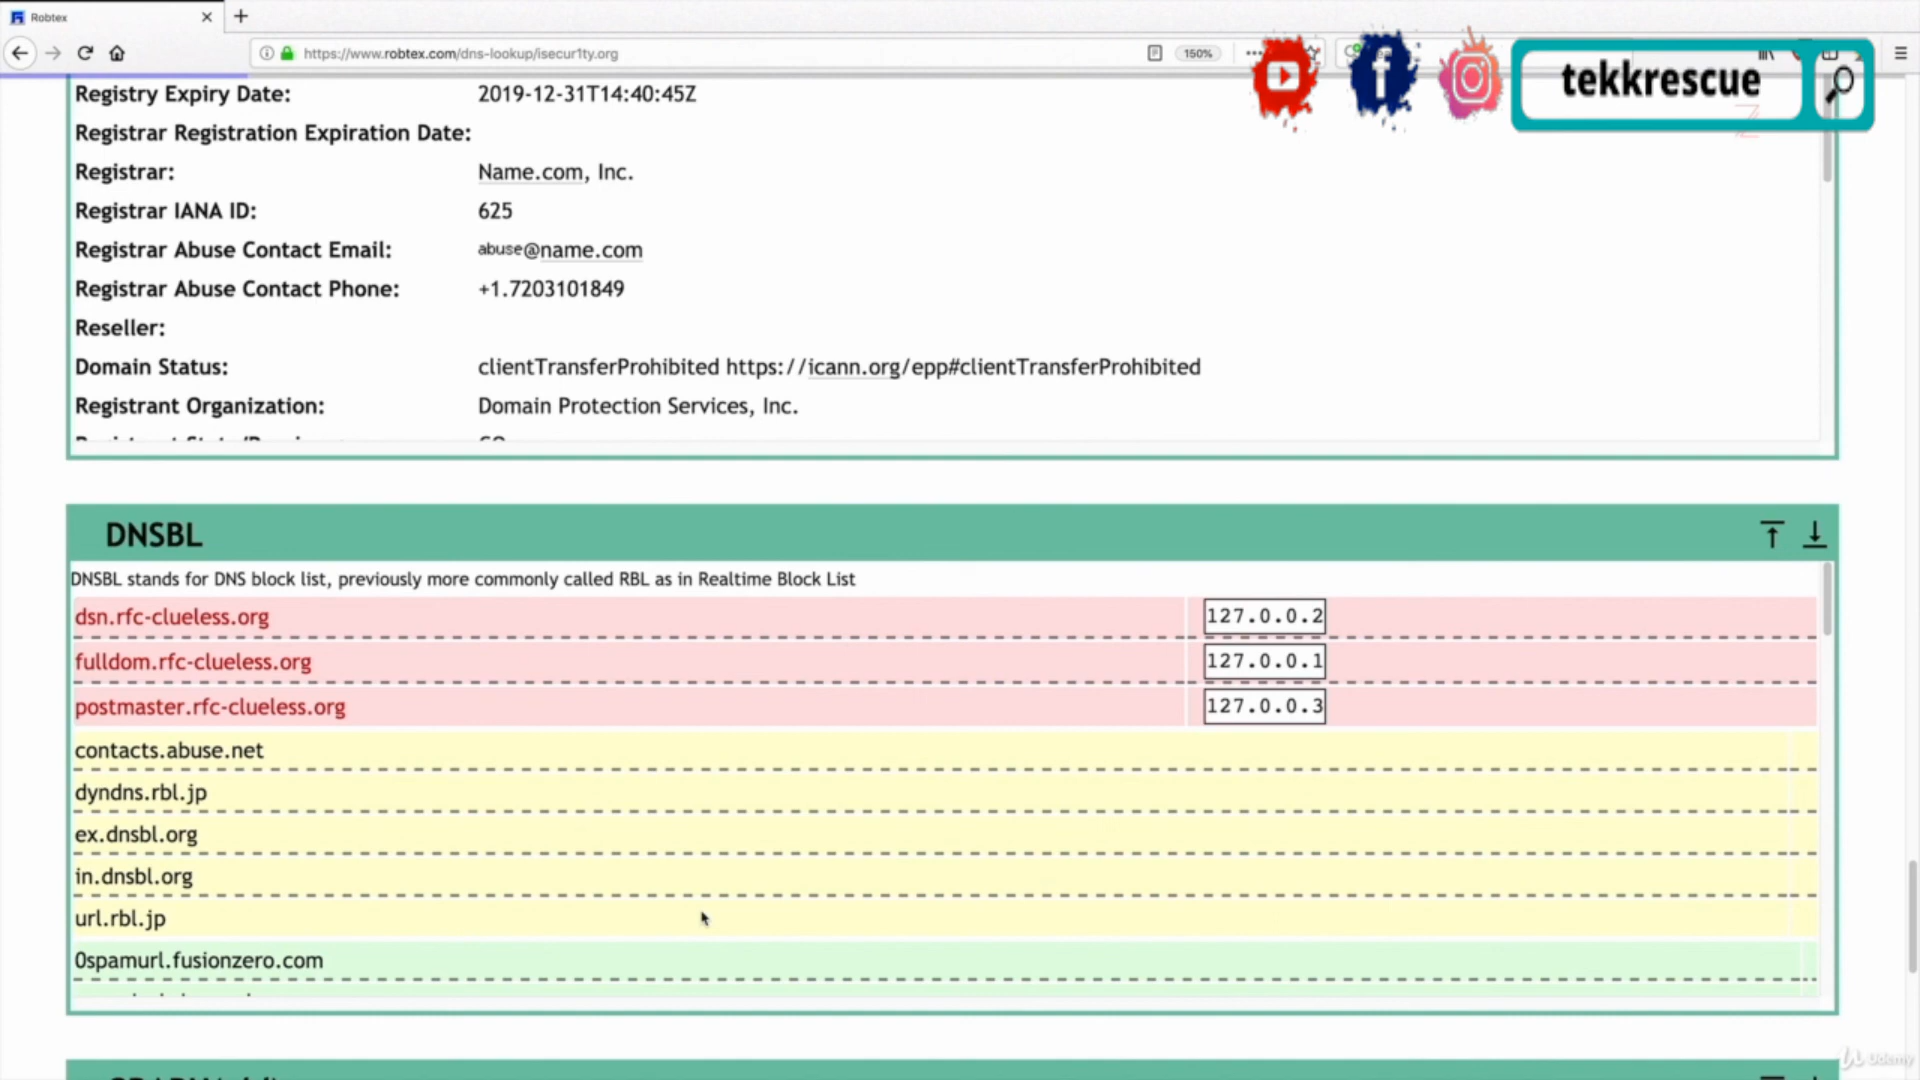 Robtex
https://www.robtex.com/dns-lookup/isecur1ty.org
150%
tekkrescue
Registry Expiry Date: 2019-12-31T14:40:45Z
Registrar Registration Expiration Date:
Registrar: Name.com, Inc.
Registrar IANA ID: 625
Registrar Abuse Contact Email: abuse@name.com
Registrar Abuse Contact Phone: +1.7203101849
Reseller:
Domain Status: clientTransferProhibited https://icann.org/epp#clientTransferProhibited
Registrant Organization: Domain Protection Services, Inc.
DNSBL
DNSBL stands for DNS block list, previously more commonly called RBL as in Realtime Block List
dsn.rfc-clueless.org 127.0.0.2
fulldom.rfc-clueless.org 127.0.0.1
postmaster.rfc-clueless.org 127.0.0.3
contacts.abuse.net
dyndns.rbl.jp
ex.dnsbl.org
in.dnsbl.org
url.rbl.jp
0spamurl.fusionzero.com
Udemy